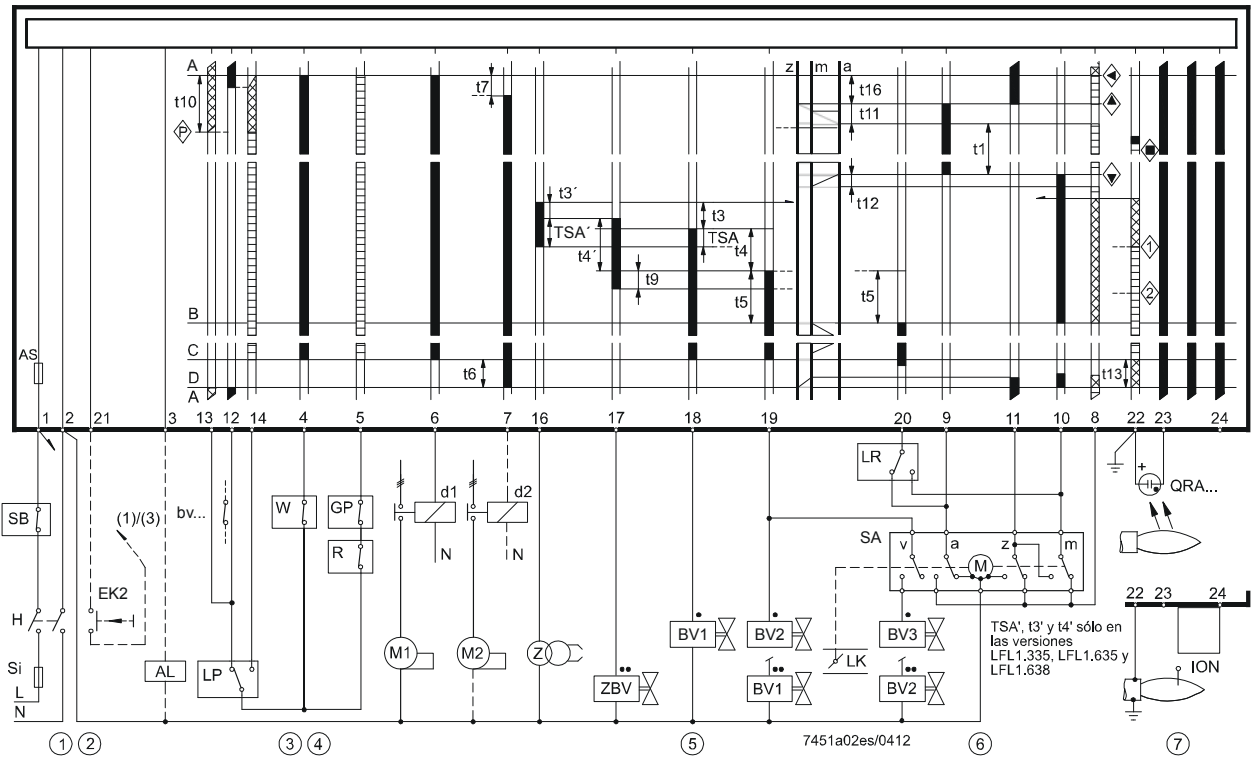 A
z
m
a
t7
t10
t16
t11
P
t1
t3´
t12
t3
TSA´
TSA
t4´
t4
1
t9
t5
t5
2
B
C
AS
t6
D
t13
A
1 2 21 3 13 12 14 4 5 6 7 16 17 18 19 20 9 11 10 8 22 23 24
LR
+
QRA...
W
GP
d1
d2
SB
(1)/(3)
bv...
SA
v
a
z
m
R
N
N
M
EK2
22 23 24
H
BV1
BV2
BV3
TSA', t3' y t4' sólo en
las versiones
LFL1.335, LFL1.635 y
LFL1.638
M1
M2
Z
LK
Si
AL
LP
ION
L
ZBV
BV1
BV2
N
7451a02es/0412
1 2 3 4 5 6 7